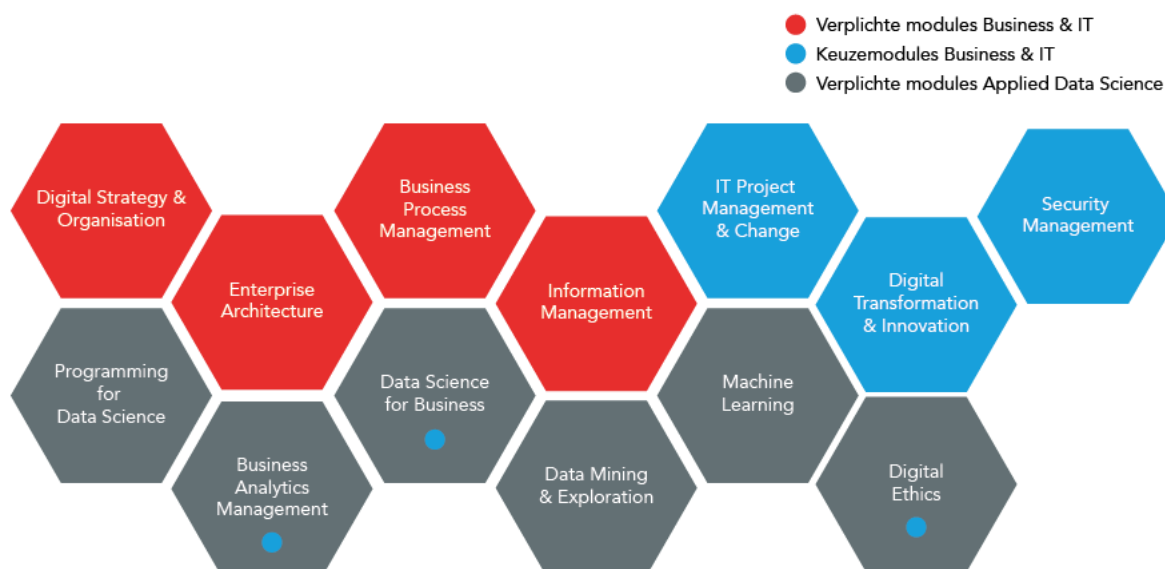 Verplichte modules Business & IT
Keuzemodules Business & IT
Verplichte modules Applied Data Science
Digital Strategy &
Organisation
Enterprise
Architecture
Business
Process
Management
Information
Management
IT Project
Management
& Change
Digital
Transformation
& Innovation
Security
Management
Programming
for
Data Science
Business
Analytics
Management
Data Science
for Business
Data Mining
& Exploration
Machine
Learning
Digital
Ethics